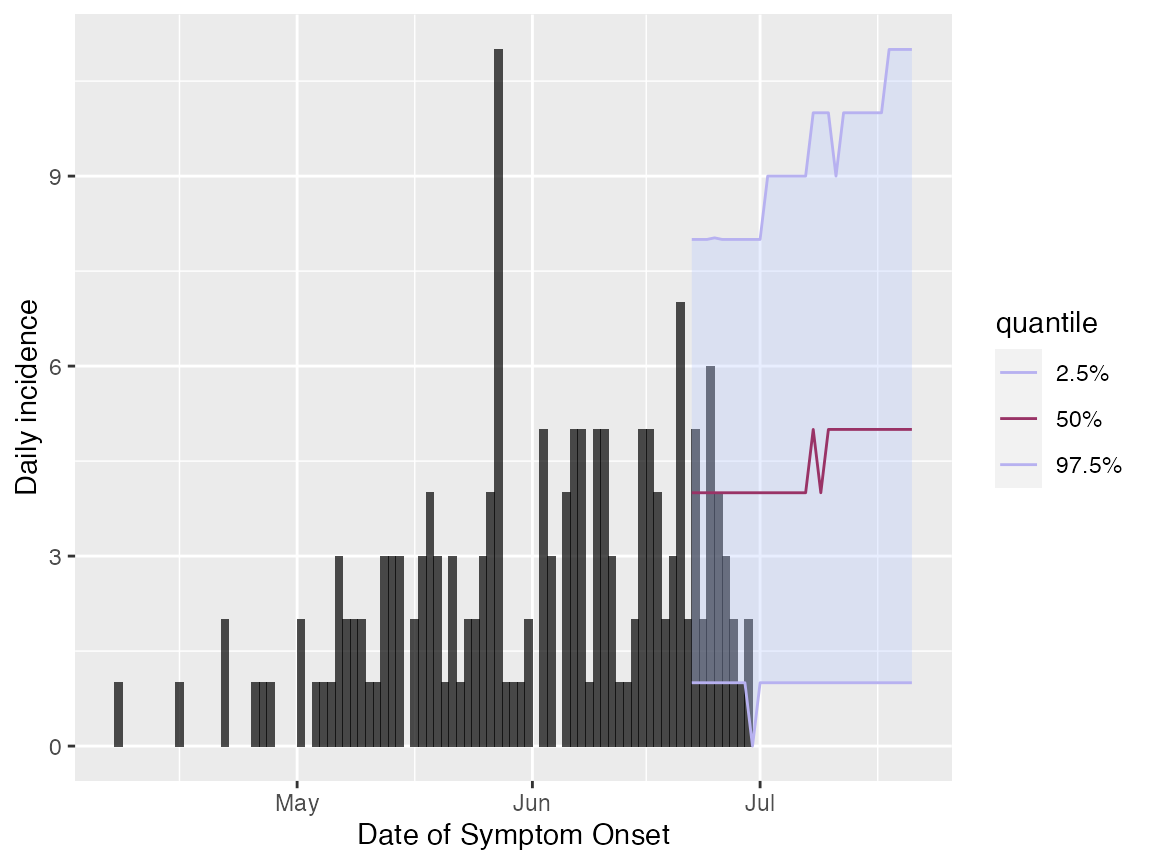 Daily incidence
9
6
3
0
May
Jun
Jul
Date of Symptom Onset
quantile
2.5%
50%
97.5%